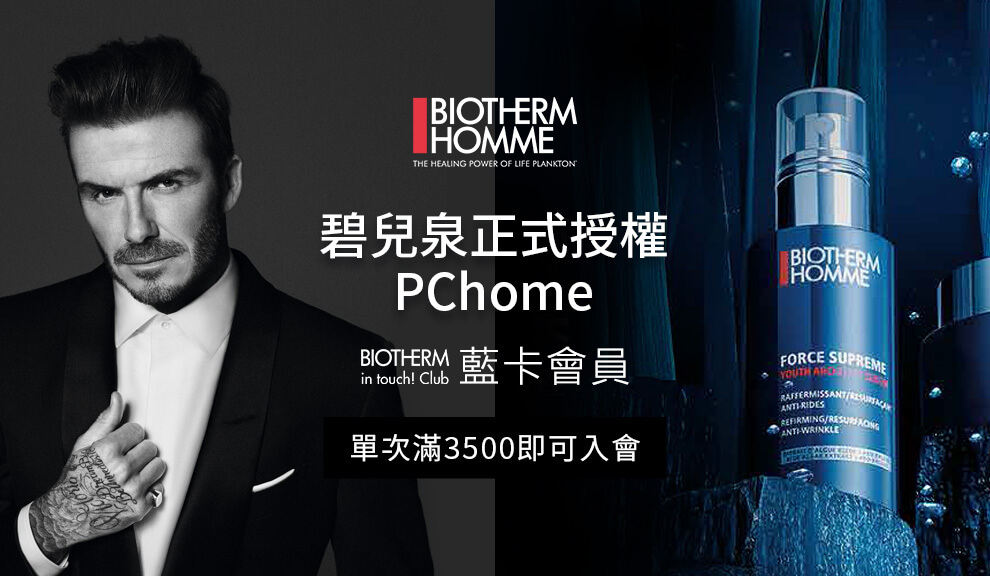 BIOTHERM
HOMME
THE HEALING POWER OF LIFE PLANKTON
碧兒泉正式授權
PChome
BIOTHERM
in touch! Club
藍卡會員
單次滿3500即可入會
BIOTHERM
HOMME
FORCE SUPREME
YOUTH
RAFFERMISSANT/RESURFAÇANT
ANTI-RIDES
REFIRMING/RESURFACING
ANTI-WRINKLE